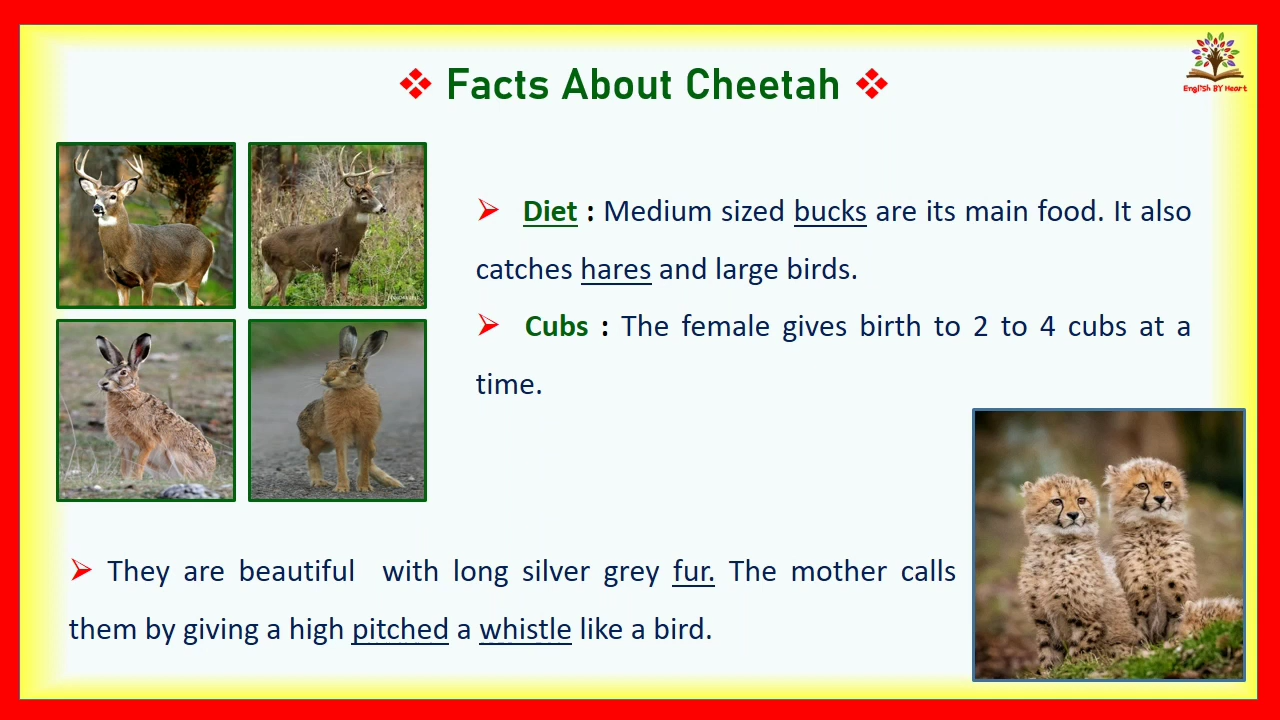 Facts About Cheetah
English BY Heart
Diet : Medium sized bucks are its main food. It also
catches hares and large birds.
Cubs : The female gives birth to 2 to 4 cubs at a
time.
They are beautiful with long silver grey fur. The mother calls
them by giving a high pitched a whistle like a bird.